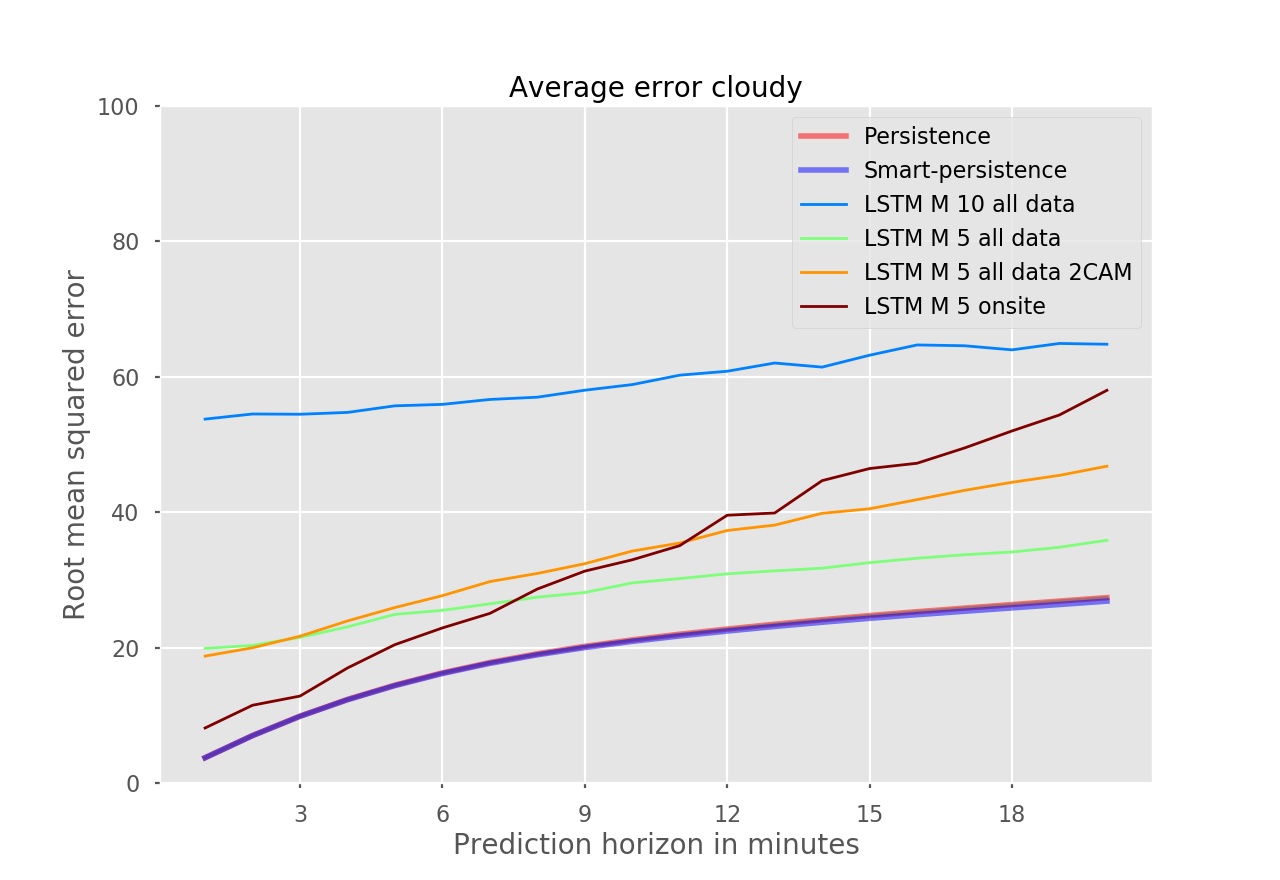 Average error cloudy
100
80
60
40
20
0
Root mean squared error
Persistence
Smart-persistence
LSTM M 10 all data
LSTM M 5 all data
LSTM M 5 all data 2CAM
LSTM M 5 onsite
3 6 9 12 15 18
Prediction horizon in minutes